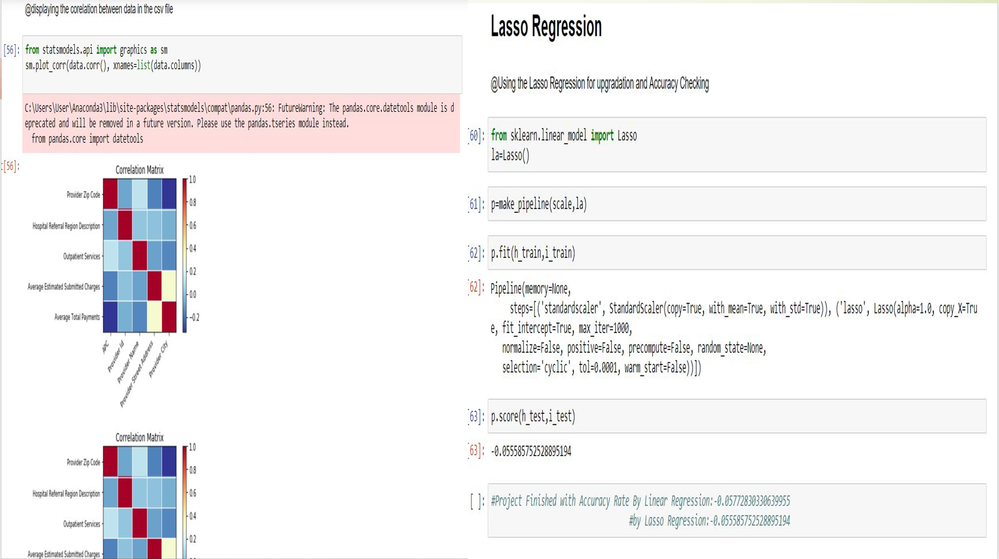 @displaying the corelation between data in the csv file
[56]:
from statsmodels.api import graphics as sm
sm.plot_corr(data.corr(), xnames=list(data.columns))
C:\Users\User\Anaconda3\lib\site-packages\statsmodels\compat\pandas.py:56: FutureWarning: The pandas.core.datetools module is d
eprecated and will be removed in a future version. Please use the pandas.tseries module instead.
from pandas.core import datetools
t[56]:
Correlation Matrix
Provider Zip Code
Hospital Referral Region Description
Outpatient Services
Average Estimated Submitted Charges
Average Total Payments
APC
Provider Id
Provider Name
Provider Street Address
Provider City
1.0
0.8
0.6
0.4
0.2
0.0
−0.2
Correlation Matrix
Provider Zip Code
Hospital Referral Region Description
Outpatient Services
Average Estimated Submitted Charges
1.0
0.8
0.6
0.4
0.2
Lasso Regression
@Using the Lasso Regression for upgradation and Accuracy Checking
[60]:
from sklearn.linear_model import Lasso
la=Lasso()
[61]:
p=make_pipeline(scale,la)
[62]:
p.fit(h_train,i_train)
[62]:
Pipeline(memory=None,
steps=[('standardscaler', StandardScaler(copy=True, with_mean=True, with_std=True)), ('lasso', Lasso(alpha=1.0, copy_X=Tru
e, fit_intercept=True, max_iter=1000,
normalize=False, positive=False, precompute=False, random_state=None,
selection='cyclic', tol=0.0001, warm_start=False))])
[63]:
p.score(h_test,i_test)
[63]:
-0.055585752528895194
[ ]:
#Project Finished with Accuracy Rate By Linear Regression:-0.05772830330639955
#by Lasso Regression:-0.055585752528895194